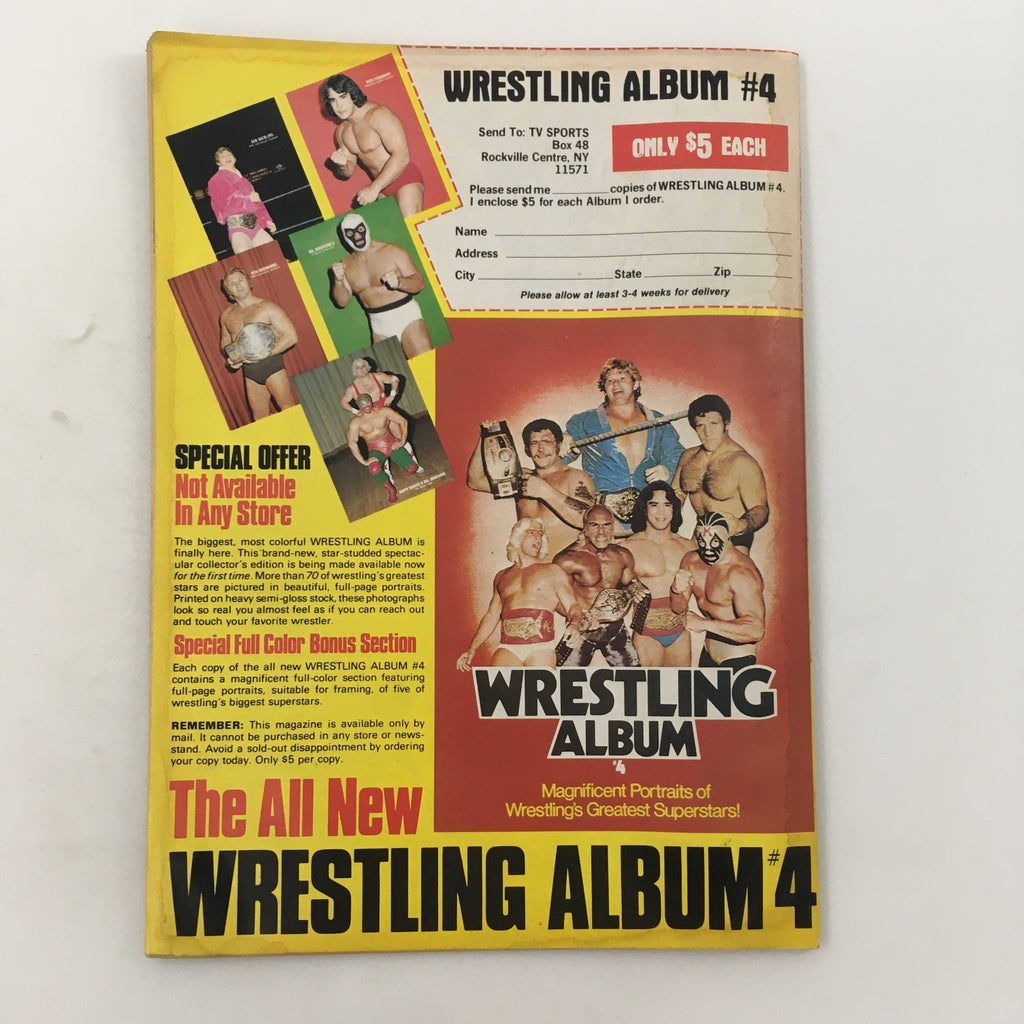 WRESTLING ALBUM #4
Send To: TV SPORTS
Box 48
Rockville Centre, NY
11571
ONLY $5 EACH
Please send me ________ copies of WRESTLING ALBUM #4.
I enclose $5 for each Album I order.
Name
Address
City State Zip
Please allow at least 3-4 weeks for delivery
SPECIAL OFFER
Not Available
In Any Store
The biggest, most colorful WRESTLING ALBUM is
finally here. This brand-new, star-studded spectac-
ular collector's edition is being made available now
for the first time. More than 70 of wrestling's greatest
stars are pictured in beautiful, full-page portraits.
Printed on heavy semi-gloss stock, these photographs
look so real you almost feel as if you can reach out
and touch your favorite wrestler.
Special Full Color Bonus Section
Each copy of the all new WRESTLING ALBUM #4
contains a magnificent full-color section featuring
full-page portraits, suitable for framing, of five of
wrestling's biggest superstars.
REMEMBER: This magazine is available only by
mail. It cannot be purchased in any store or news-
stand. Avoid a sold-out disappointment by ordering
your copy today. Only $5 per copy.
WRESTLING
ALBUM
#4
Magnificent Portraits of
Wrestling's Greatest Superstars!
The All New
WRESTLING ALBUM #4